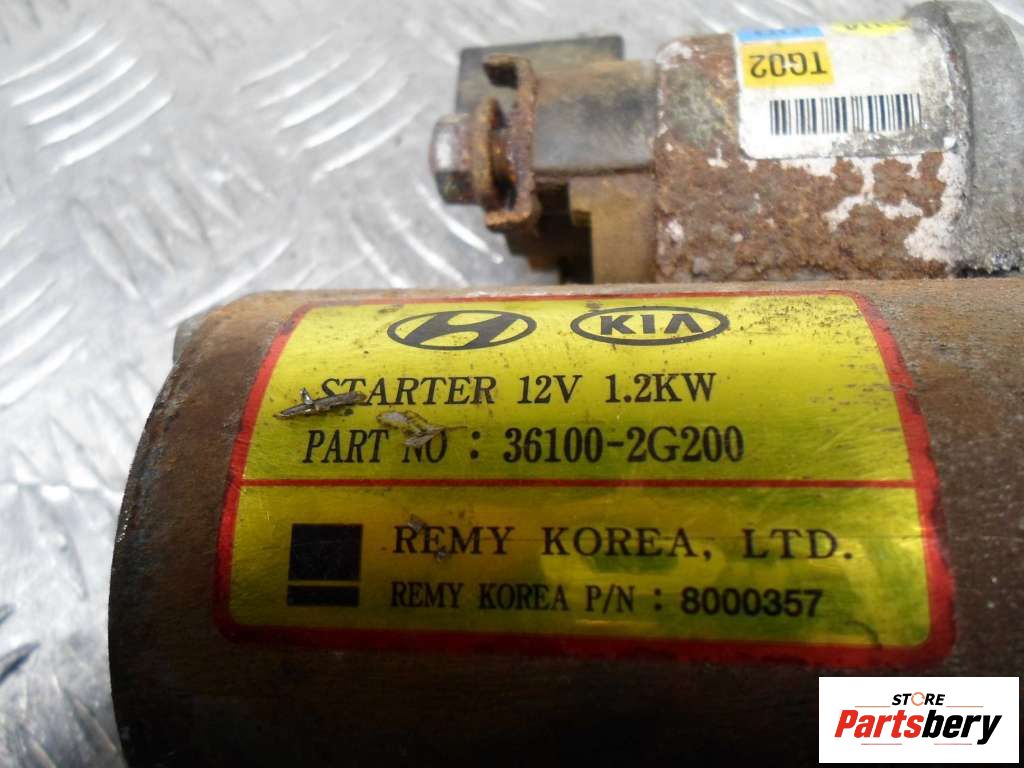 TG02
KIA
STARTER 12V 1.2KW
PART NO : 36100-2G200
REMY KOREA, LTD.
REMY KOREA P/N : 8000357
STORE
Partsbery